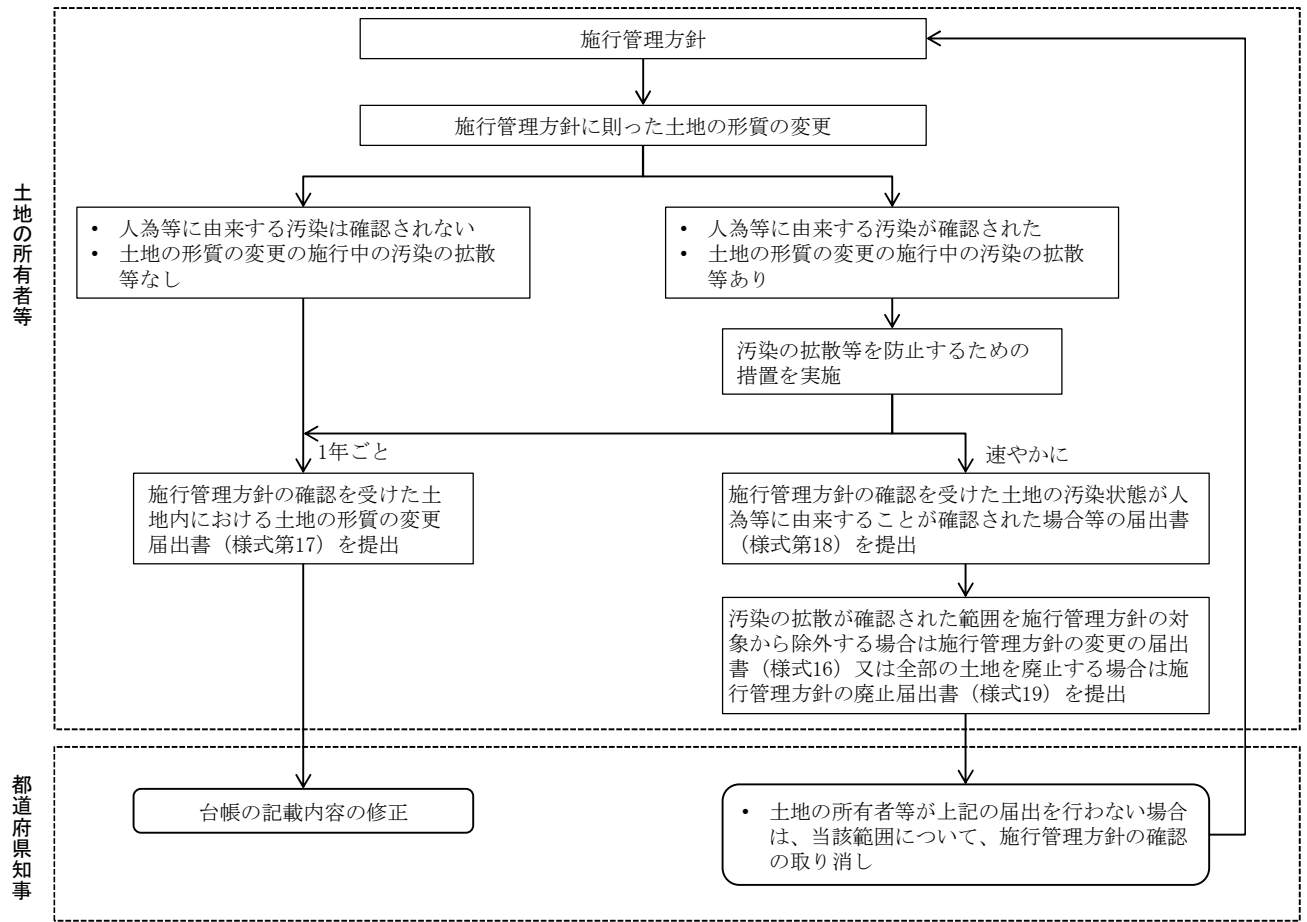 施行管理方針
施行管理方針に則った土地の形質の変更
土地の所有者等
• 人為等に由来する汚染は確認されない
• 土地の形質の変更の施行中の汚染の拡散
等なし
• 人為等に由来する汚染が確認された
• 土地の形質の変更の施行中の汚染の拡散
等あり
汚染の拡散等を防止するための
措置を実施
1年ごと
速やかに
施行管理方針の確認を受けた土
地内における土地の形質の変更
届出書（様式第17）を提出
施行管理方針の確認を受けた土地の汚染状態が人
為等に由来することが確認された場合等の届出書
（様式第18）を提出
汚染の拡散が確認された範囲を施行管理方針の対
象から除外する場合は施行管理方針の変更の届出
書（様式16）又は全部の土地を廃止する場合は施
行管理方針の廃止届出書（様式19）を提出
都道府県知事
台帳の記載内容の修正
• 土地の所有者等が上記の届出を行わない場合
は、当該範囲について、施行管理方針の確認
の取り消し